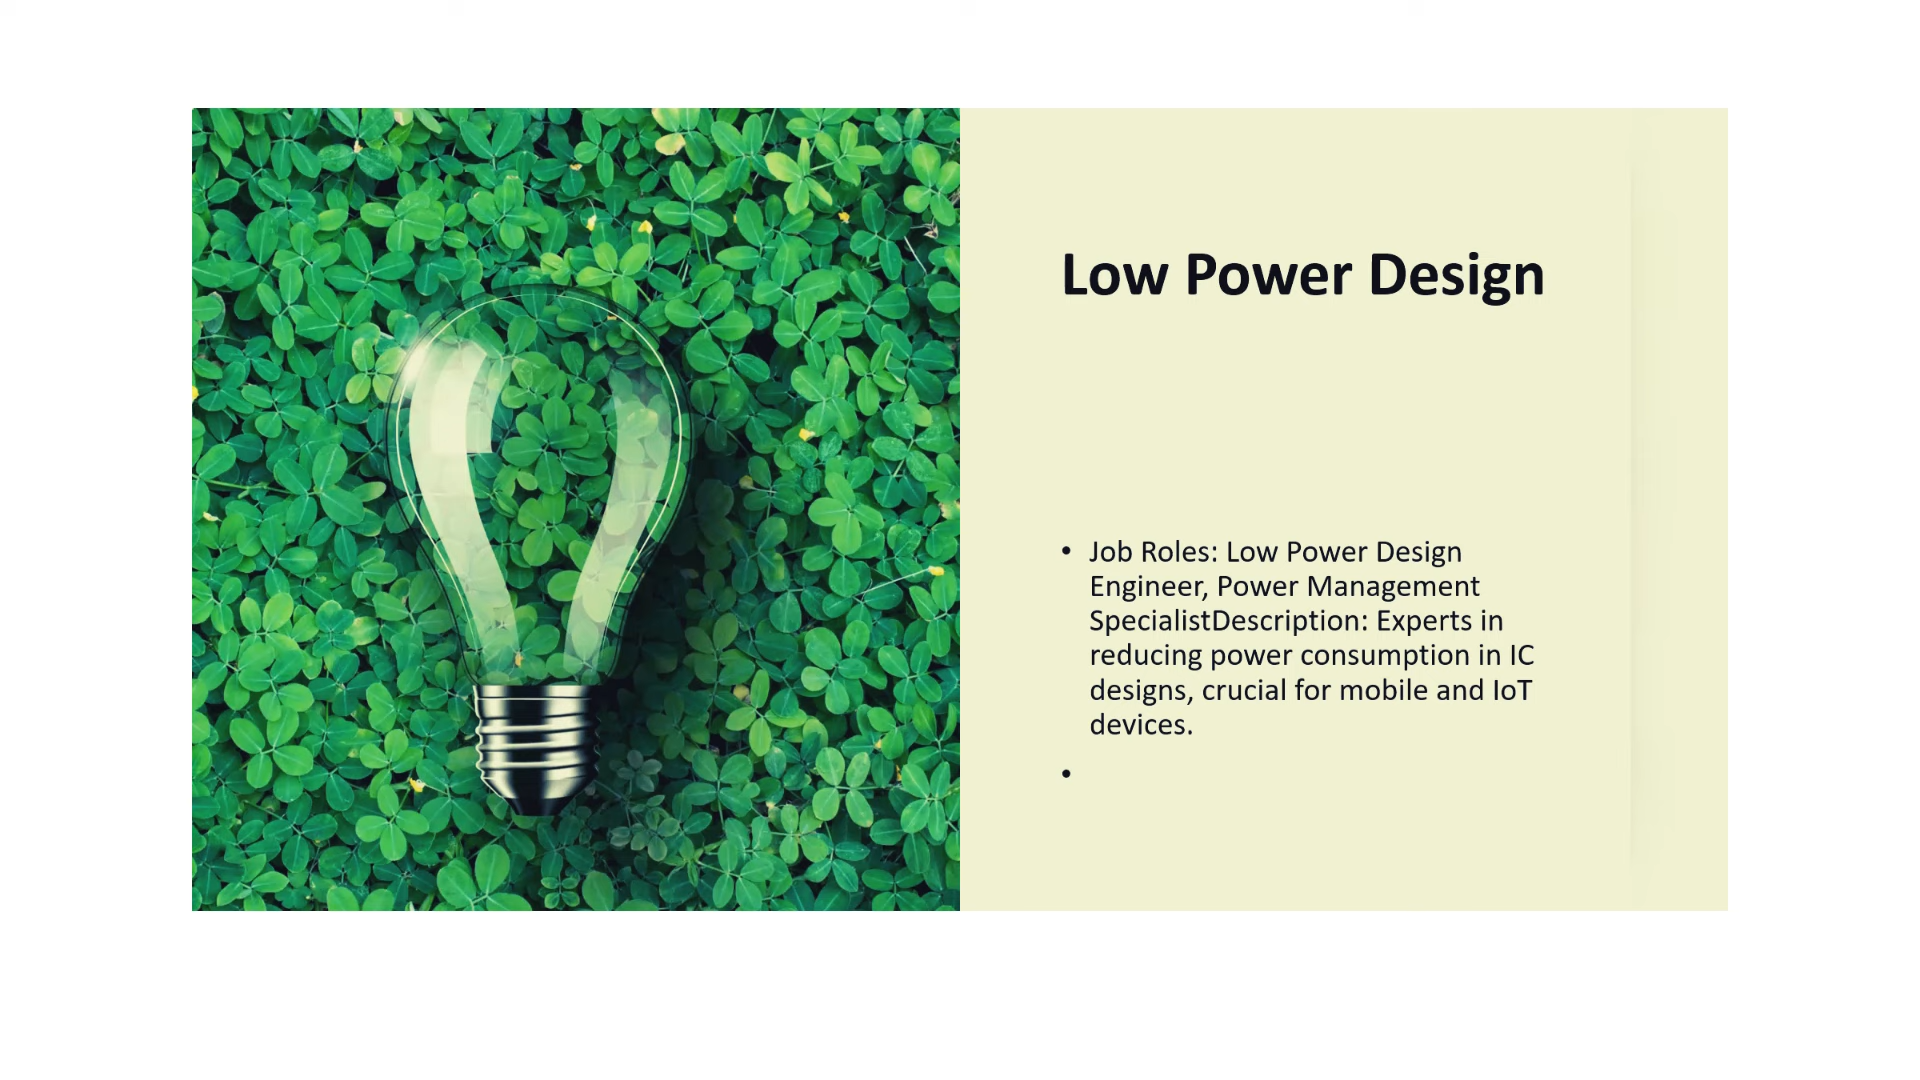 Low Power Design
• Job Roles: Low Power Design
Engineer, Power Management
SpecialistDescription: Experts in
reducing power consumption in IC
designs, crucial for mobile and IoT
devices.
•